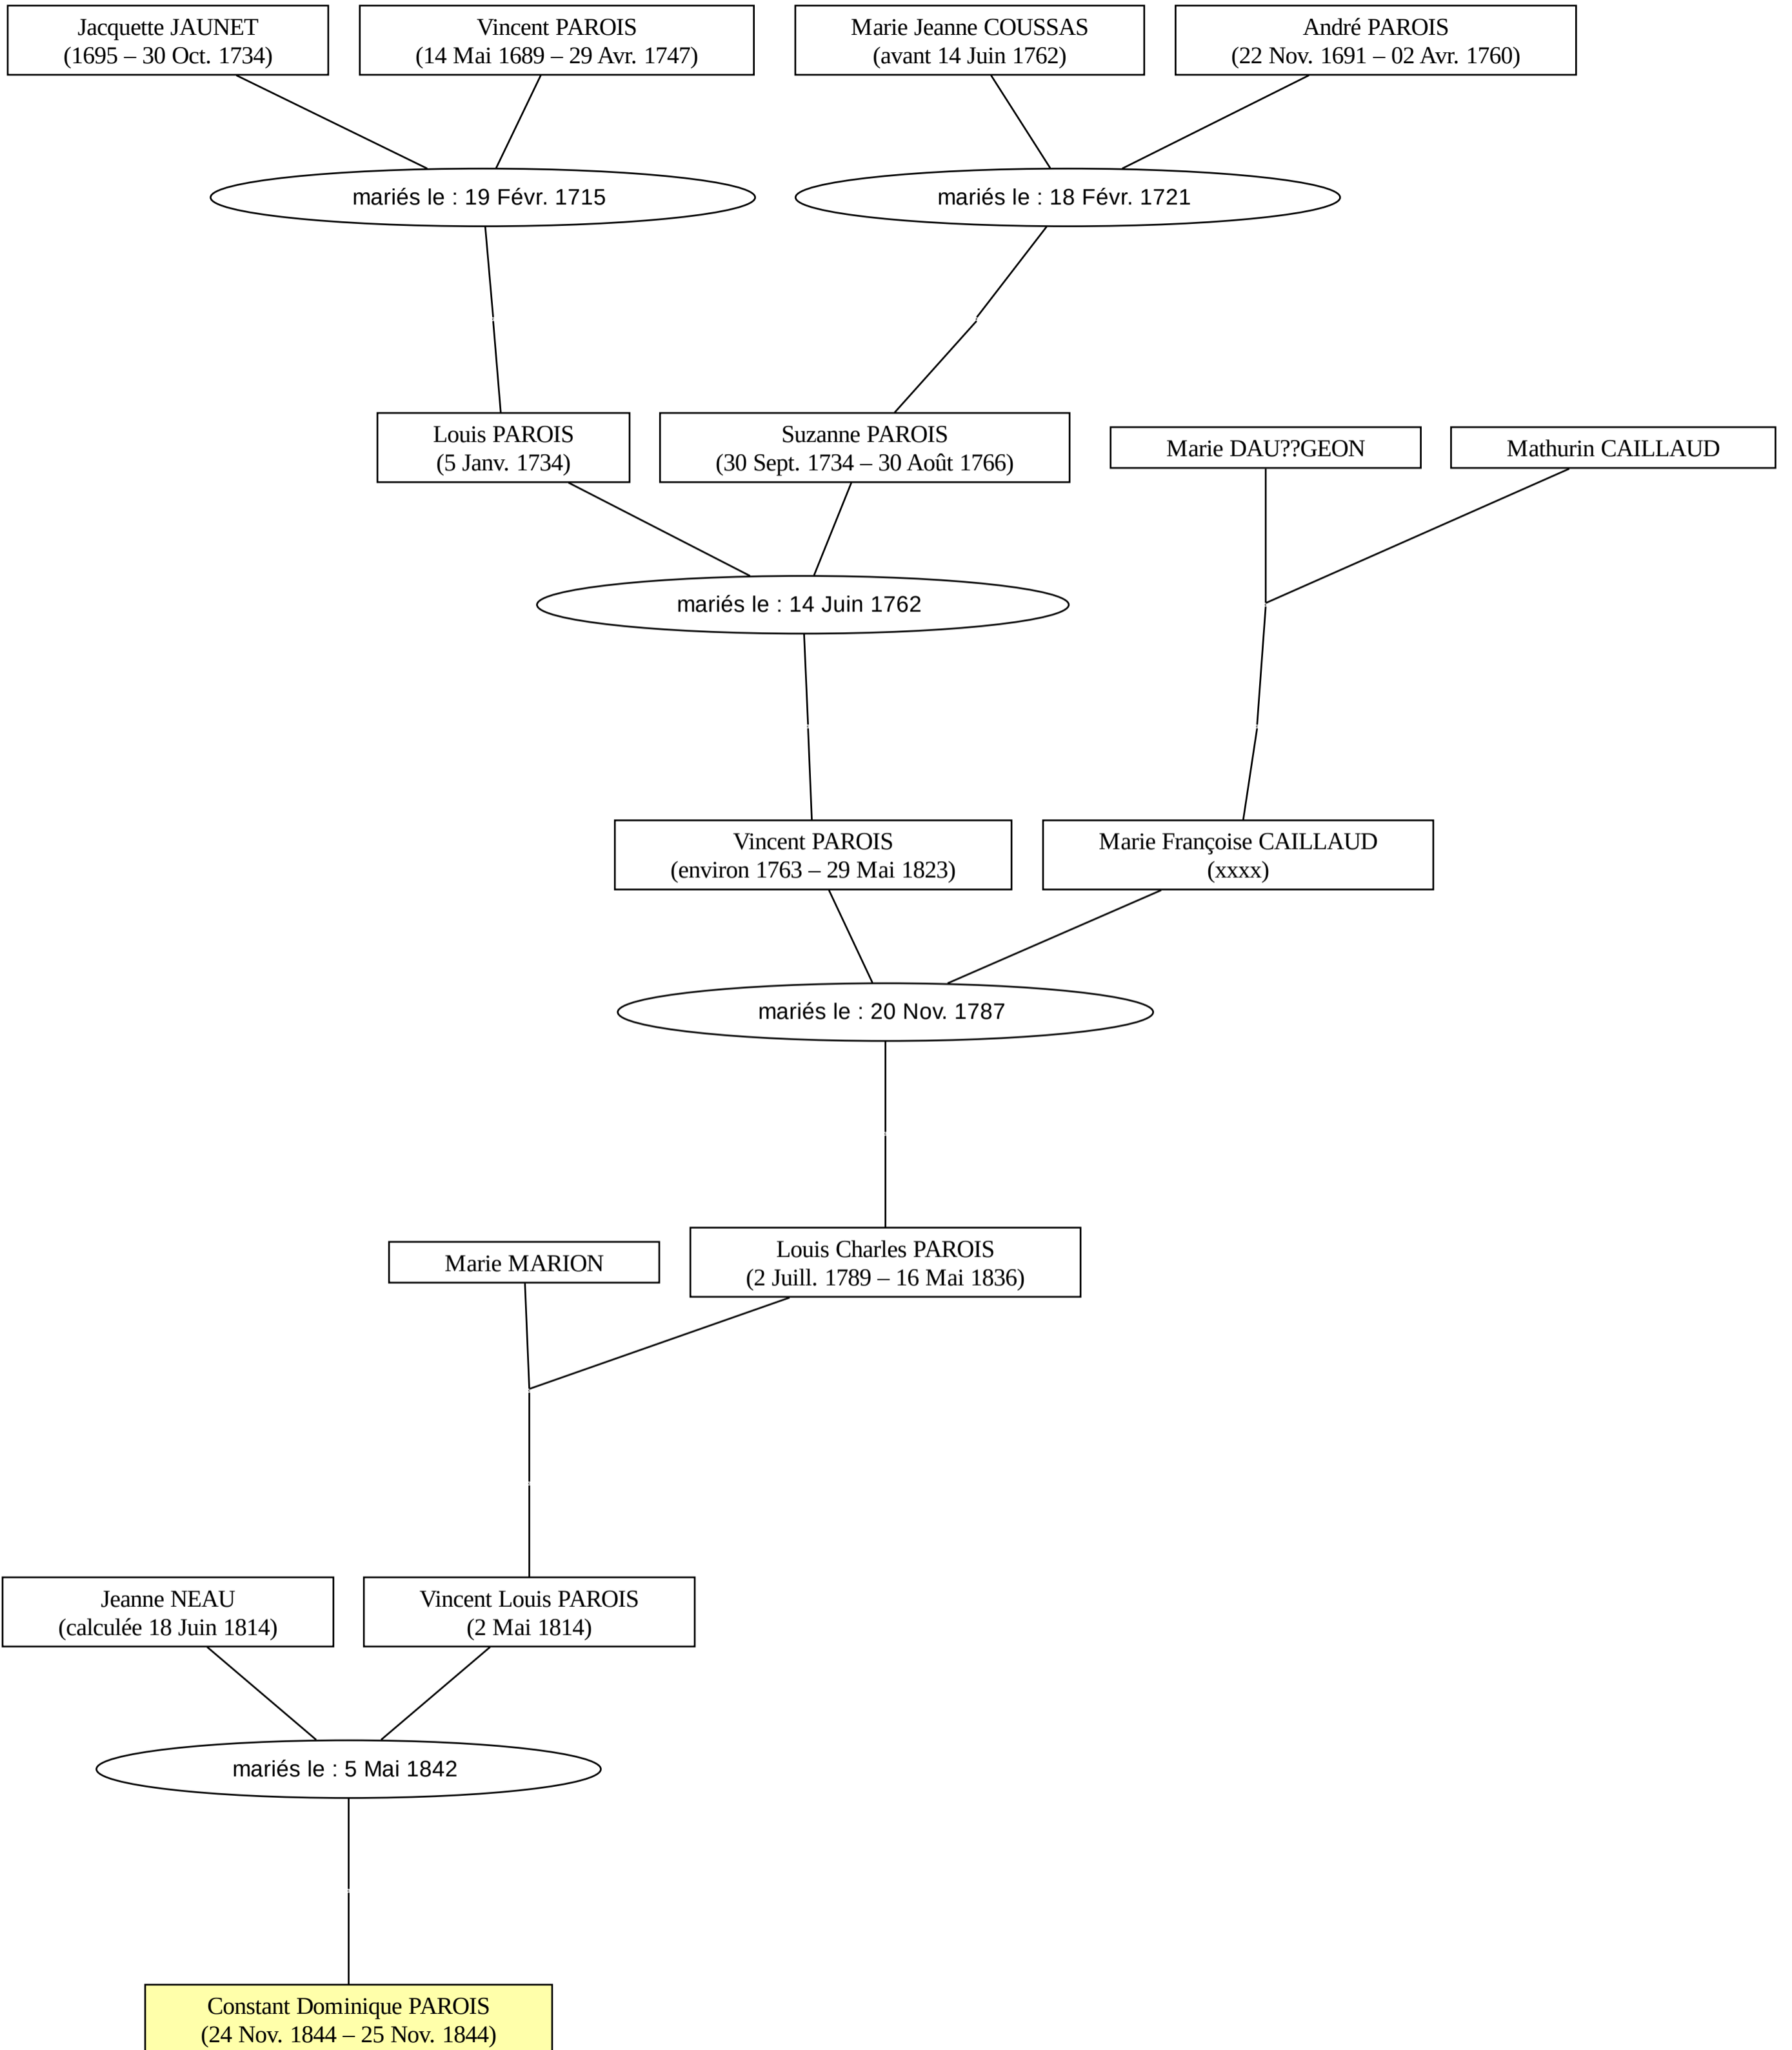 Jacquette JAUNET
(1695 – 30 Oct. 1734)
Vincent PAROIS
(14 Mai 1689 – 29 Avr. 1747)
Marie Jeanne COUSSAS
(avant 14 Juin 1762)
André PAROIS
(22 Nov. 1691 – 02 Avr. 1760)
mariés le : 19 Févr. 1715
mariés le : 18 Févr. 1721
Louis PAROIS
(5 Janv. 1734)
Suzanne PAROIS
(30 Sept. 1734 – 30 Août 1766)
Marie DAU??GEON
Mathurin CAILLAUD
mariés le : 14 Juin 1762
Vincent PAROIS
(environ 1763 – 29 Mai 1823)
Marie Françoise CAILLAUD
(xxxx)
mariés le : 20 Nov. 1787
Marie MARION
Louis Charles PAROIS
(2 Juill. 1789 – 16 Mai 1836)
Jeanne NEAU
(calculée 18 Juin 1814)
Vincent Louis PAROIS
(2 Mai 1814)
mariés le : 5 Mai 1842
Constant Dominique PAROIS
(24 Nov. 1844 – 25 Nov. 1844)